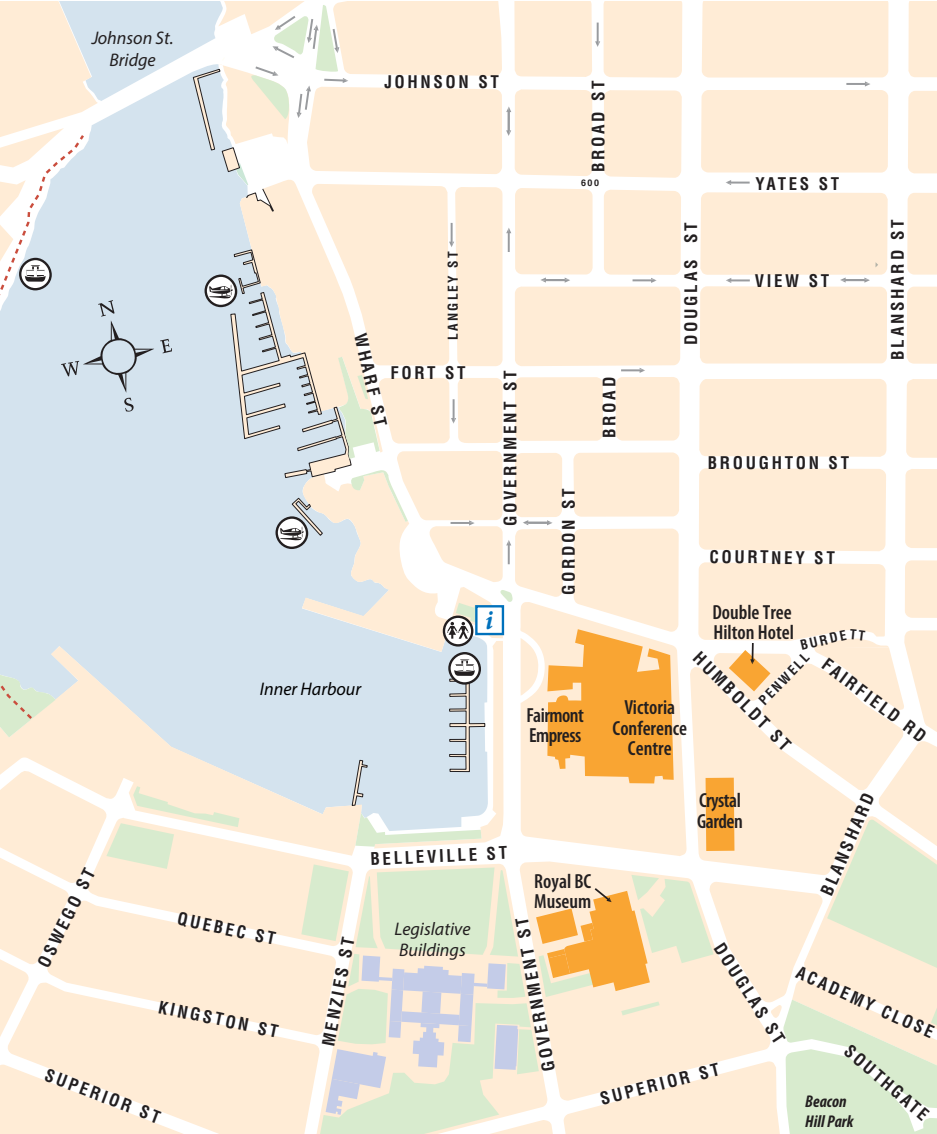 Johnson St.
Bridge
JOHNSON ST
BROAD ST
600
YATES ST
LANGLEY ST
DOUGLAS ST
VIEW ST
BLANSHARD ST
N
W
E
S
WHARF ST
FORT ST
GOVERNMENT ST
BROAD
BROUGHTON ST
GORDON ST
COURTNEY ST
Double Tree
Hilton Hotel
BURDETT
PENWELL
FAIRFIELD RD
HUMBOLDT ST
i
Inner Harbour
Fairmont
Empress
Victoria
Conference
Centre
Crystal
Garden
BLANSHARD
BELLEVILLE ST
Royal BC
Museum
OSWEGO ST
QUEBEC ST
MENZIES ST
Legislative
Buildings
GOVERNMENT ST
DOUGLAS ST
ACADEMY CLOSE
KINGSTON ST
SOUTHGATE
SUPERIOR ST
SUPERIOR ST
Beacon
Hill Park